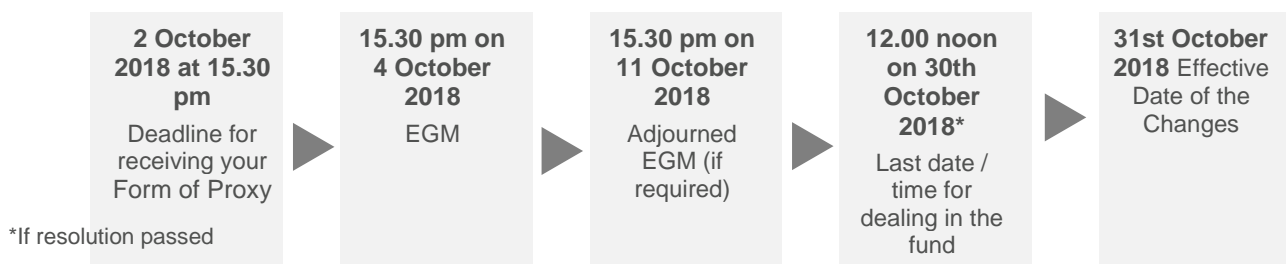 2 October
2018 at 15.30
pm
Deadline for
receiving your
Form of Proxy
15.30 pm on
4 October
2018
EGM
15.30 pm on
11 October
2018
Adjourned
EGM (if
required)
12.00 noon
on 30th
October
2018*
Last date /
time for
dealing in the
fund
31st October
2018 Effective
Date of the
Changes
*If resolution passed